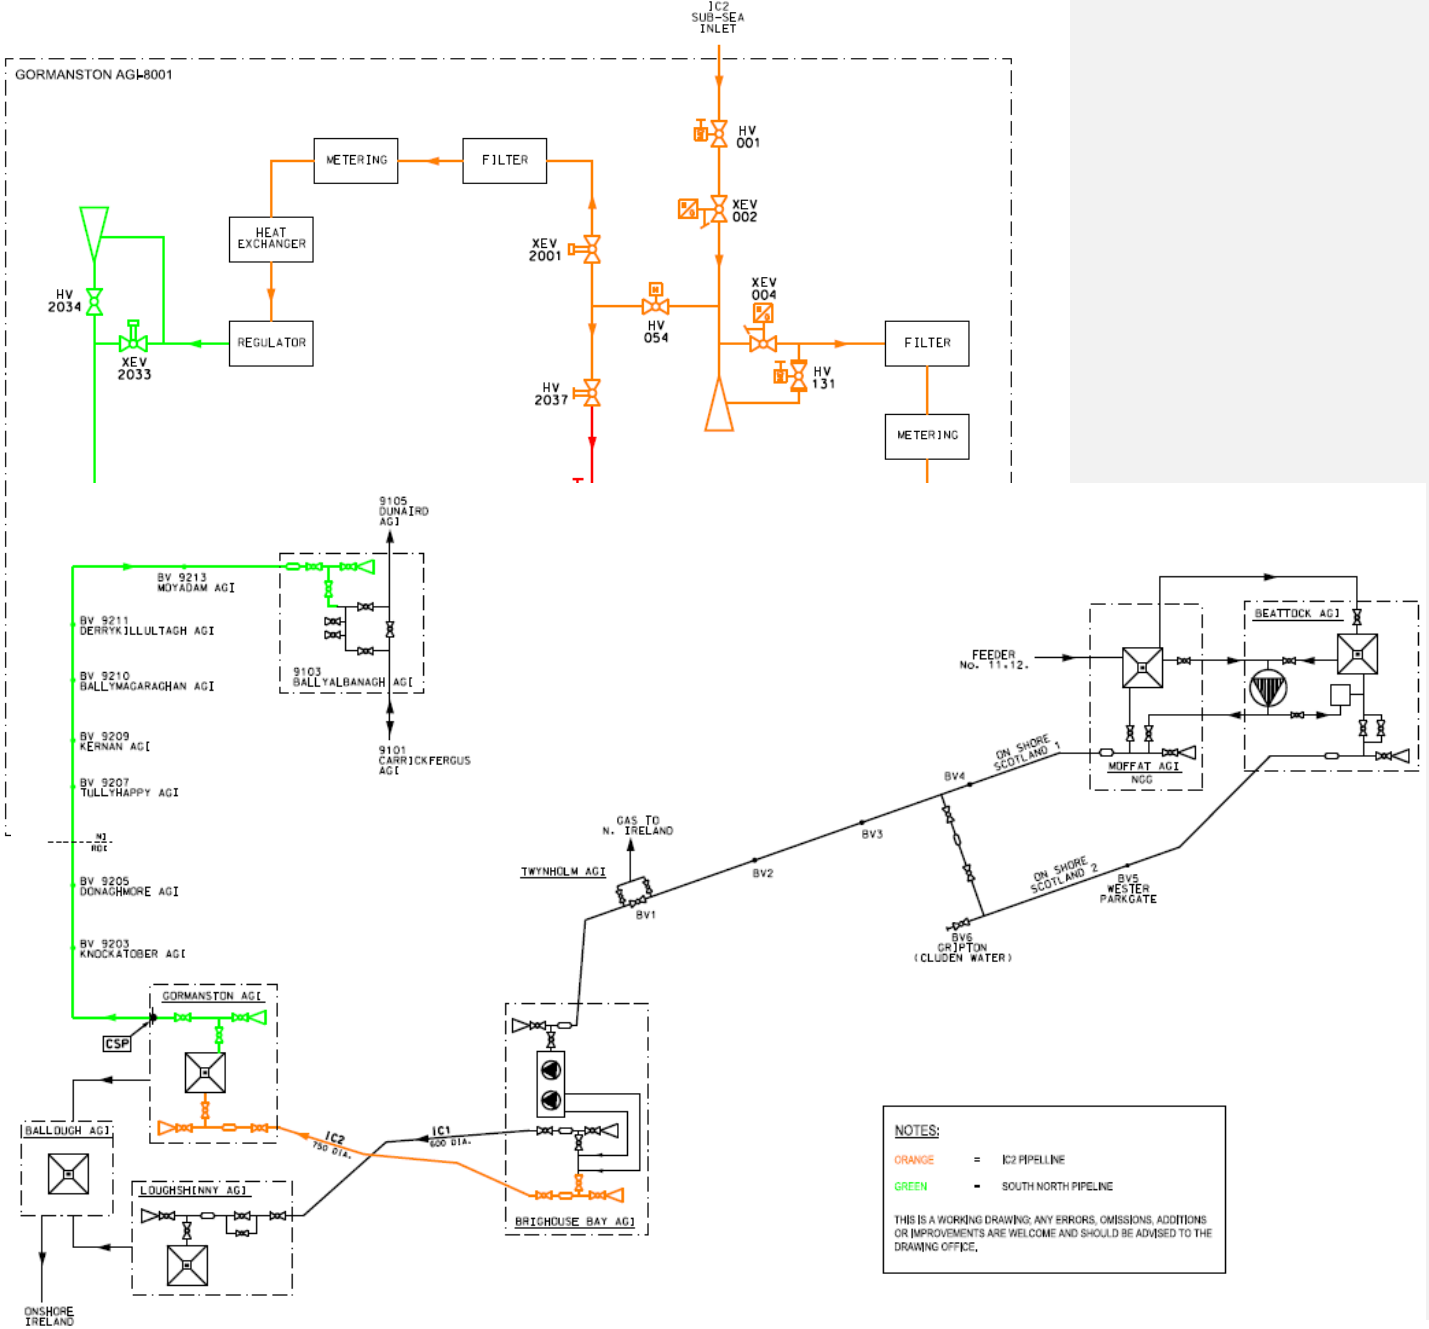 IC2
SUB-SEA
INLET
GORMANSTON AGI-8001
HV
001
METERING
FILTER
XEV
002
HEAT
EXCHANGER
XEV
2001
HV
2034
XEV
004
HV
054
REGULATOR
FILTER
XEV
2033
HV
131
HV
2037
METERING
9105
DUNAIRD
AGI
BV 9213
MOYADAM AGI
BV 9211
DERRYKILLULTAGH AGI
9103
BALLYALBANAGH AGI
BV 9210
BALLYMAGARAGHAN AGI
BV 9209
KERNAN AGI
9101
CARRICKFERGUS
AGI
BV 9207
TULLYHAPPY AGI
NI
ROI
BV 9205
DONAGHMORE AGI
BV 9203
KNOCKATOBER AGI
BEATTOCK AGI
FEEDER
No. 11.12.
ON SHORE
SCOTLAND 1
MOFFAT AGI
NGG
BV4
BV3
GAS TO
N. IRELAND
TWYNHOLM AGI
BV2
BV1
ON SHORE
SCOTLAND 2
BV5
WESTER
PARKGATE
BV6
GRIPTON
(CLUDEN WATER)
GORMANSTON AGI
CSP
BALLOUGH AGI
IC2
750 DIA.
IC1
600 DIA.
LOUGHSHINNY AGI
BRIGHOUSE BAY AGI
ONSHORE
IRELAND
NOTES:
ORANGE = IC2 PIPELLINE
GREEN = SOUTH NORTH PIPELINE
THIS IS A WORKING DRAWING; ANY ERRORS, OMISSIONS, ADDITIONS
OR IMPROVEMENTS ARE WELCOME AND SHOULD BE ADVISED TO THE
DRAWING OFFICE.